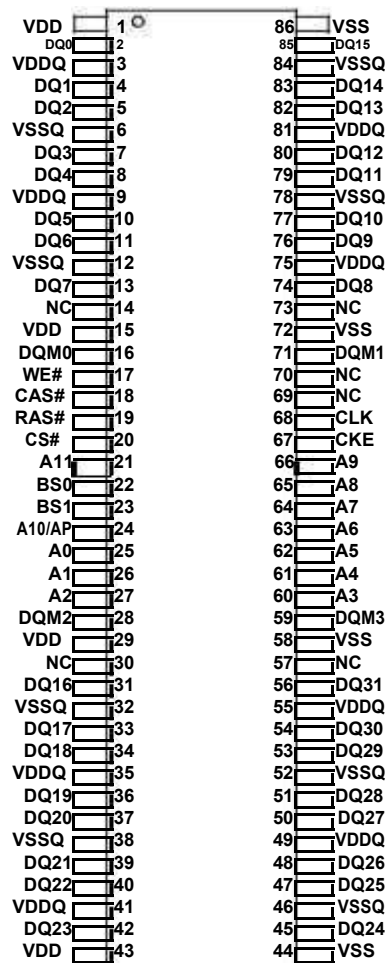 VDD 1 86 VSS
DQ0 2 85 DQ15
VDDQ 3 84 VSSQ
DQ1 4 83 DQ14
DQ2 5 82 DQ13
VSSQ 6 81 VDDQ
DQ3 7 80 DQ12
DQ4 8 79 DQ11
VDDQ 9 78 VSSQ
DQ5 10 77 DQ10
DQ6 11 76 DQ9
VSSQ 12 75 VDDQ
DQ7 13 74 DQ8
NC 14 73 NC
VDD 15 72 VSS
DQM0 16 71 DQM1
WE# 17 70 NC
CAS# 18 69 NC
RAS# 19 68 CLK
CS# 20 67 CKE
A11 21 66 A9
BS0 22 65 A8
BS1 23 64 A7
A10/AP 24 63 A6
A0 25 62 A5
A1 26 61 A4
A2 27 60 A3
DQM2 28 59 DQM3
VDD 29 58 VSS
NC 30 57 NC
DQ16 31 56 DQ31
VSSQ 32 55 VDDQ
DQ17 33 54 DQ30
DQ18 34 53 DQ29
VDDQ 35 52 VSSQ
DQ19 36 51 DQ28
DQ20 37 50 DQ27
VSSQ 38 49 VDDQ
DQ21 39 48 DQ26
DQ22 40 47 DQ25
VDDQ 41 46 VSSQ
DQ23 42 45 DQ24
VDD 43 44 VSS